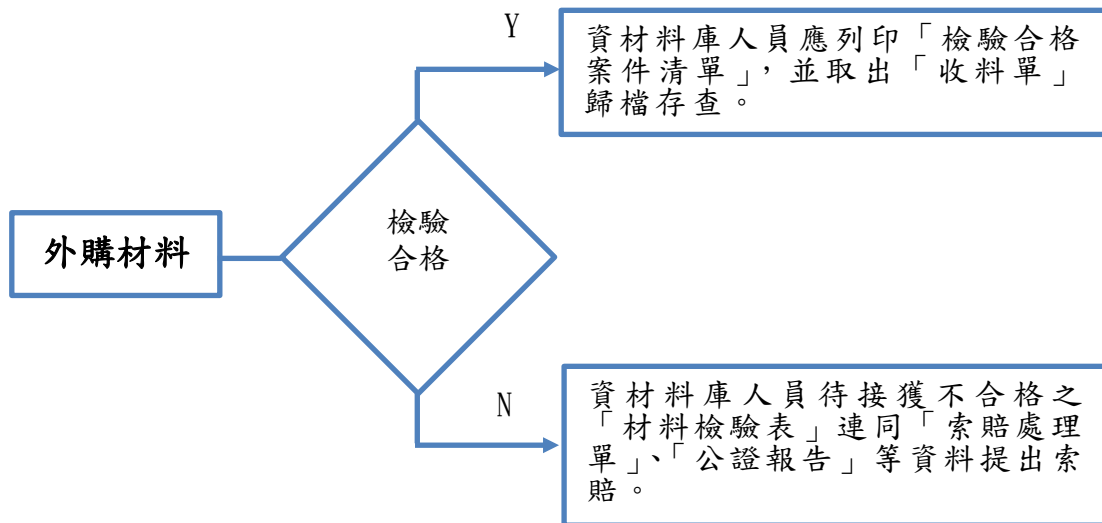 Y
資材料庫人員應列印「檢驗合格
案件清單」，並取出「收料單」
歸檔存查。
外購材料
檢驗
合格
N
資材料庫人員待接獲不合格之
「材料檢驗表」連同「索賠處理
單」、「公證報告」等資料提出索
賠。